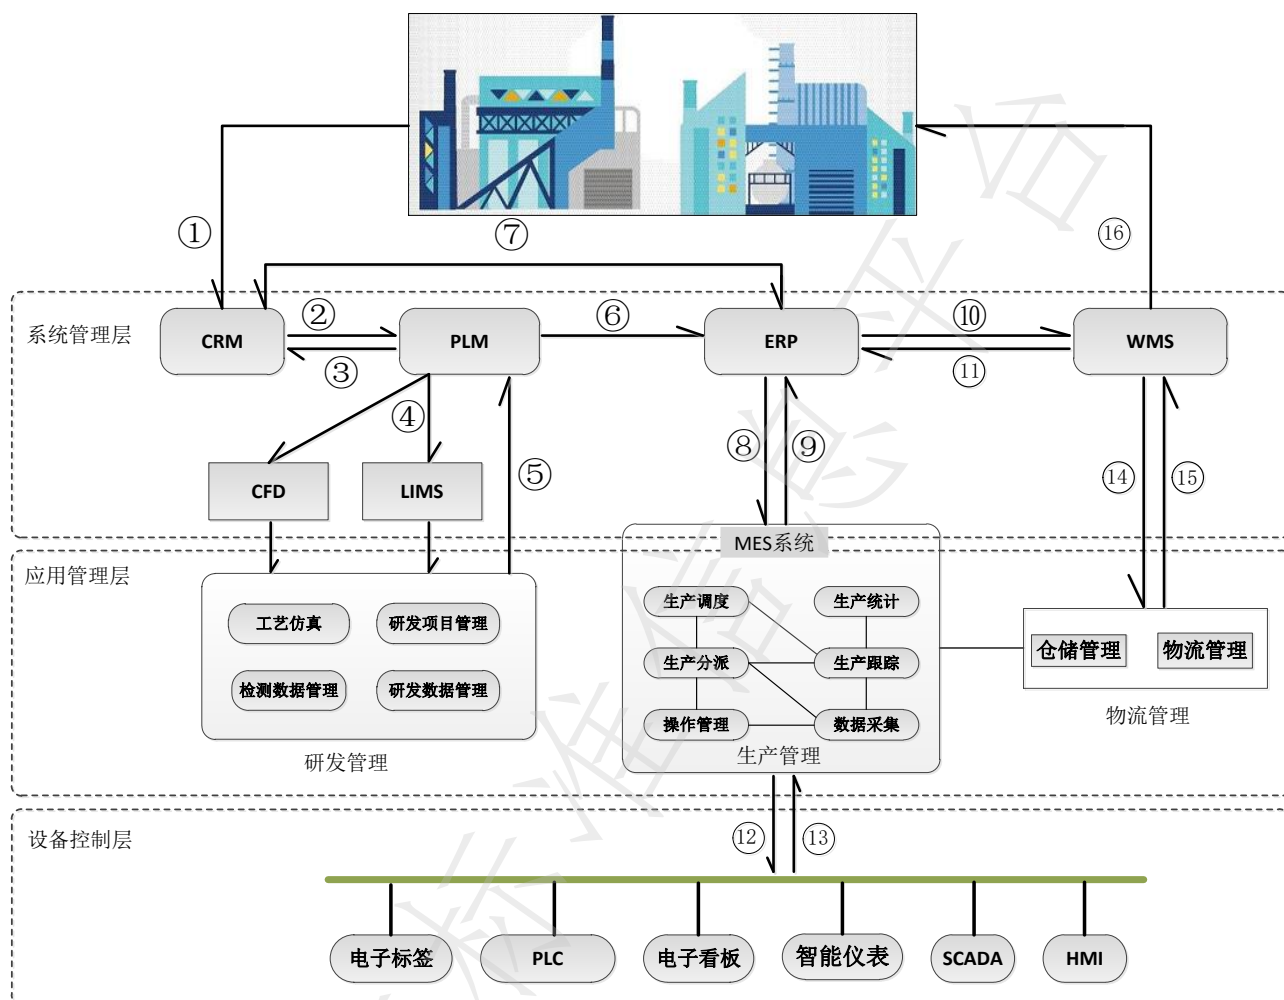 ①
⑦
⑯
系统管理层
CRM
②
③
PLM
⑥
ERP
⑩
⑪
WMS
④
⑤
⑧
⑨
⑭
⑮
CFD
LIMS
MES系统
应用管理层
工艺仿真
研发项目管理
检测数据管理
研发数据管理
研发管理
生产调度
生产统计
生产分派
生产跟踪
操作管理
数据采集
生产管理
仓储管理
物流管理
物流管理
设备控制层
⑫
⑬
电子标签
PLC
电子看板
智能仪表
SCADA
HMI
标准信息平台